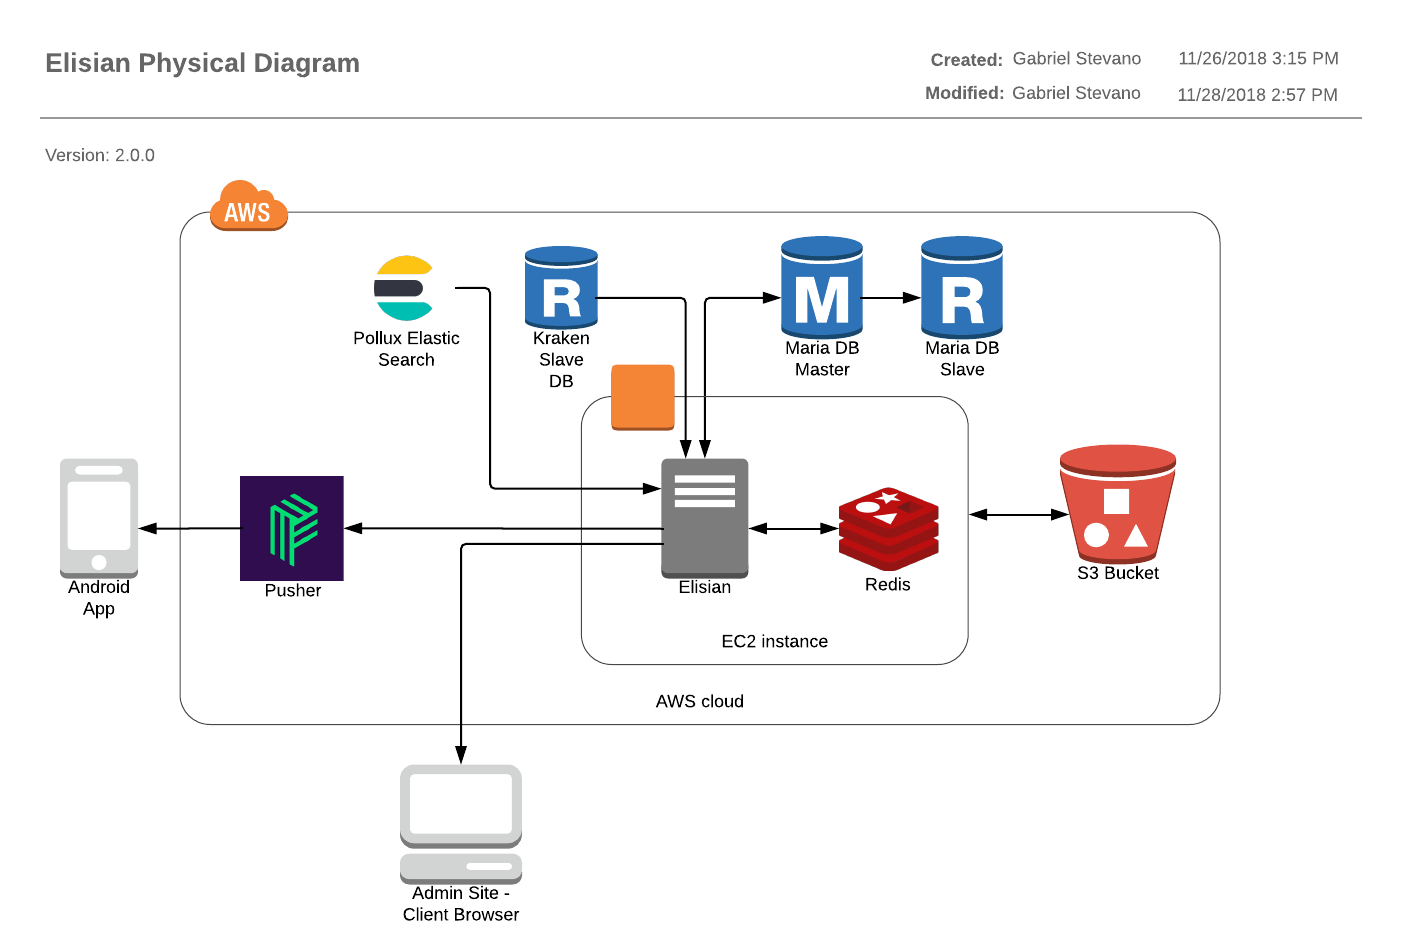 Elisian Physical Diagram
Created: Gabriel Stevano 11/26/2018 3:15 PM
Modified: Gabriel Stevano 11/28/2018 2:57 PM
Version: 2.0.0
AWS
R
M
R
Pollux Elastic
Search
Kraken
Slave
DB
Maria DB
Master
Maria DB
Slave
Android
App
Pusher
Elisian
Redis
S3 Bucket
EC2 instance
AWS cloud
Admin Site -
Client Browser